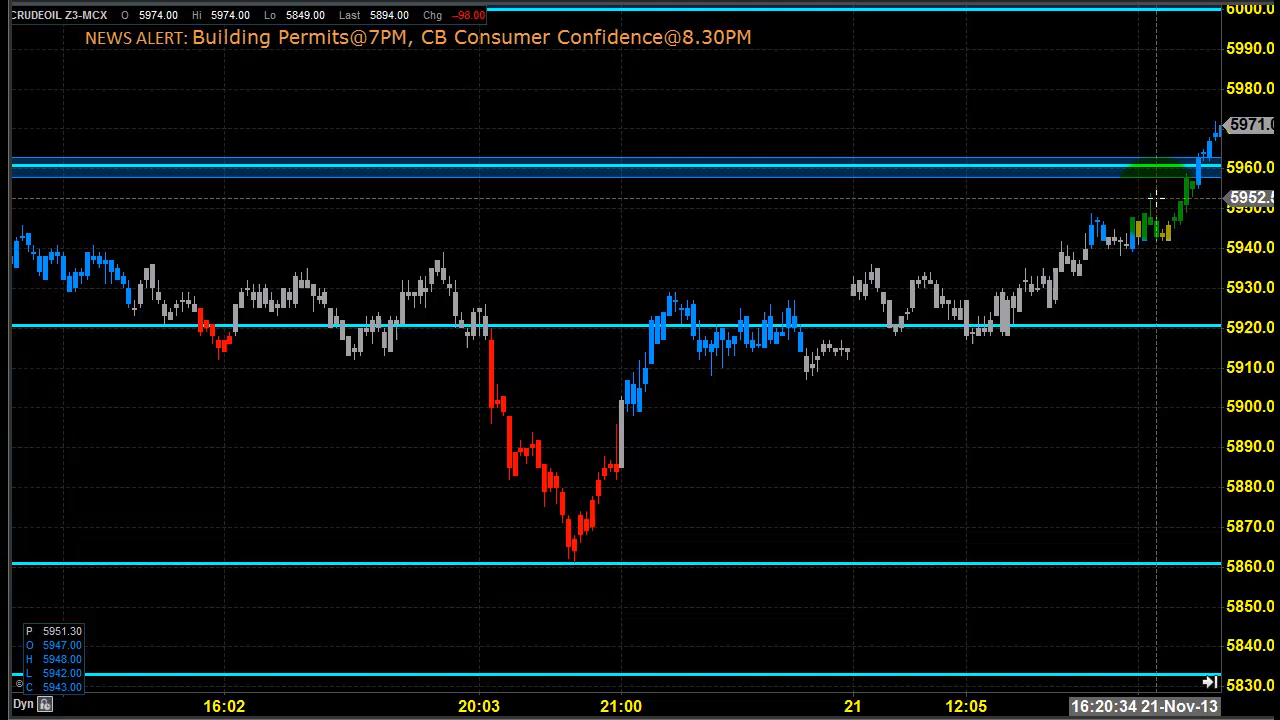 CRUDEOIL Z3-MCX O 5974.00 Hi 5974.00 Lo 5849.00 Last 5894.00 Chg -98.00
NEWS ALERT: Building Permits@7PM, CB Consumer Confidence@8.30PM
6000.0
5990.0
5980.0
5971.0
5960.0
5952.5
5950.0
5940.0
5930.0
5920.0
5910.0
5900.0
5890.0
5880.0
5870.0
5860.0
5850.0
5840.0
5830.0
P 5951.30
O 5947.00
H 5948.00
L 5942.00
C 5943.00
©
Dyn
16:02 20:03 21:00 21 12:05 16:20:34 21-Nov-13